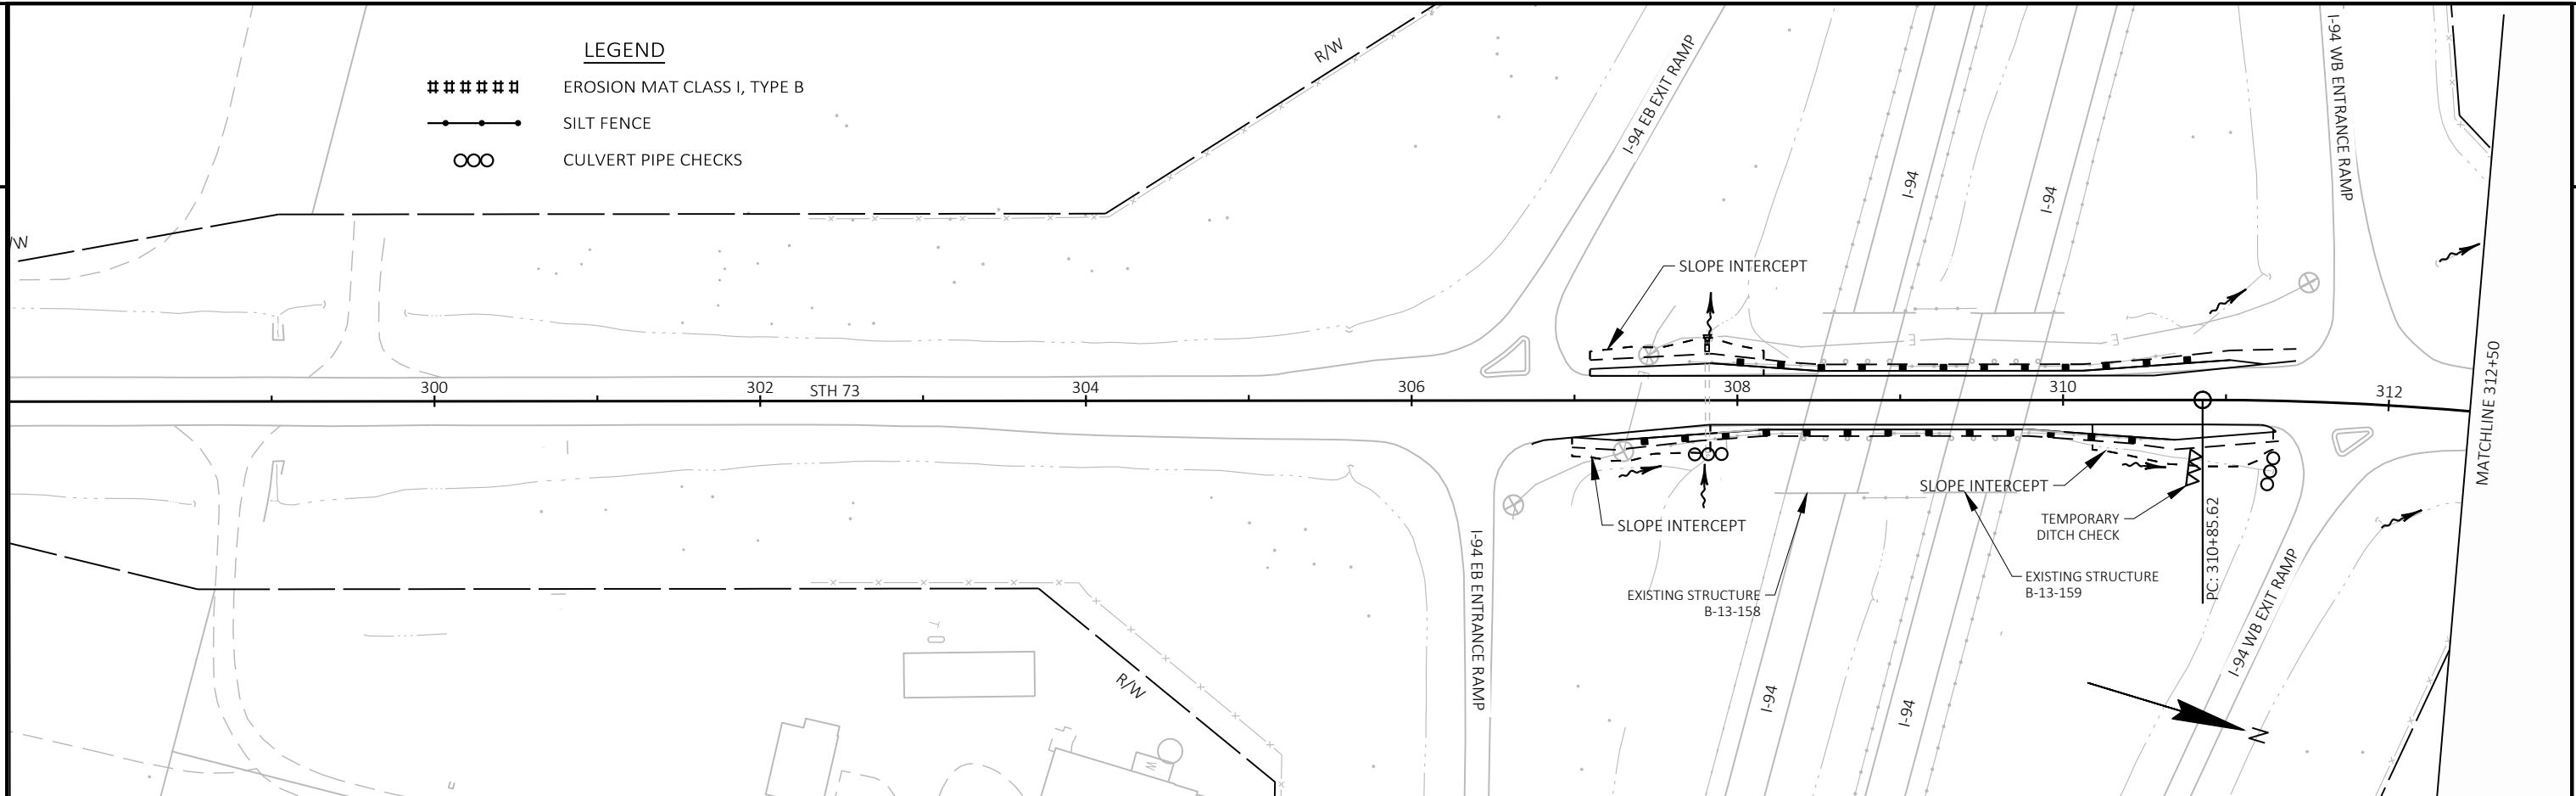 LEGEND
EROSION MAT CLASS I, TYPE B
SILT FENCE
CULVERT PIPE CHECKS
R/W
/W
I-94 EB EXIT RAMP
I-94
I-94
I-94 WB ENTRANCE RAMP
SLOPE INTERCEPT
300
302
STH 73
304
306
308
310
312
MATCHLINE 312+50
SLOPE INTERCEPT
SLOPE INTERCEPT
TEMPORARY
DITCH CHECK
PC: 310+85.62
EXISTING STRUCTURE
B-13-158
EXISTING STRUCTURE
B-13-159
I-94 EB ENTRANCE RAMP
I-94 WB EXIT RAMP
R/W
I-94
I-94
N